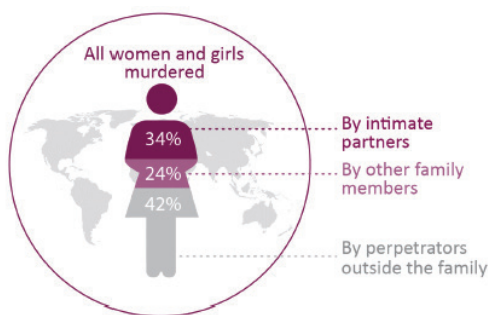 All women and girls
murdered
34%
By intimate
partners
24%
By other family
members
42%
By perpetrators
outside the family